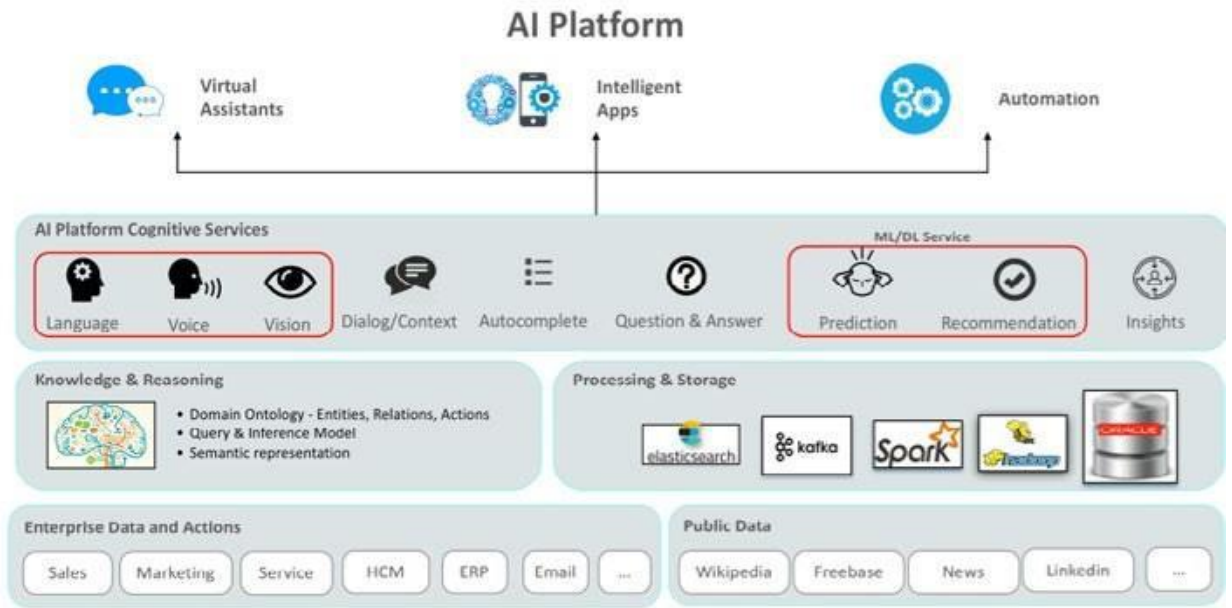 AI Platform
Virtual
Assistants
Intelligent
Apps
Automation
AI Platform Cognitive Services
ML/DL Service
Language
Voice
Vision
Dialog/Context
Autocomplete
Question & Answer
Prediction
Recommendation
Insights
Knowledge & Reasoning
• Domain Ontology - Entities, Relations, Actions
• Query & Inference Model
• Semantic representation
Processing & Storage
elasticsearch
kafka
Spark
hadoop
ORACLE
Enterprise Data and Actions
Sales
Marketing
Service
HCM
ERP
Email
...
Public Data
Wikipedia
Freebase
News
Linkedin
...